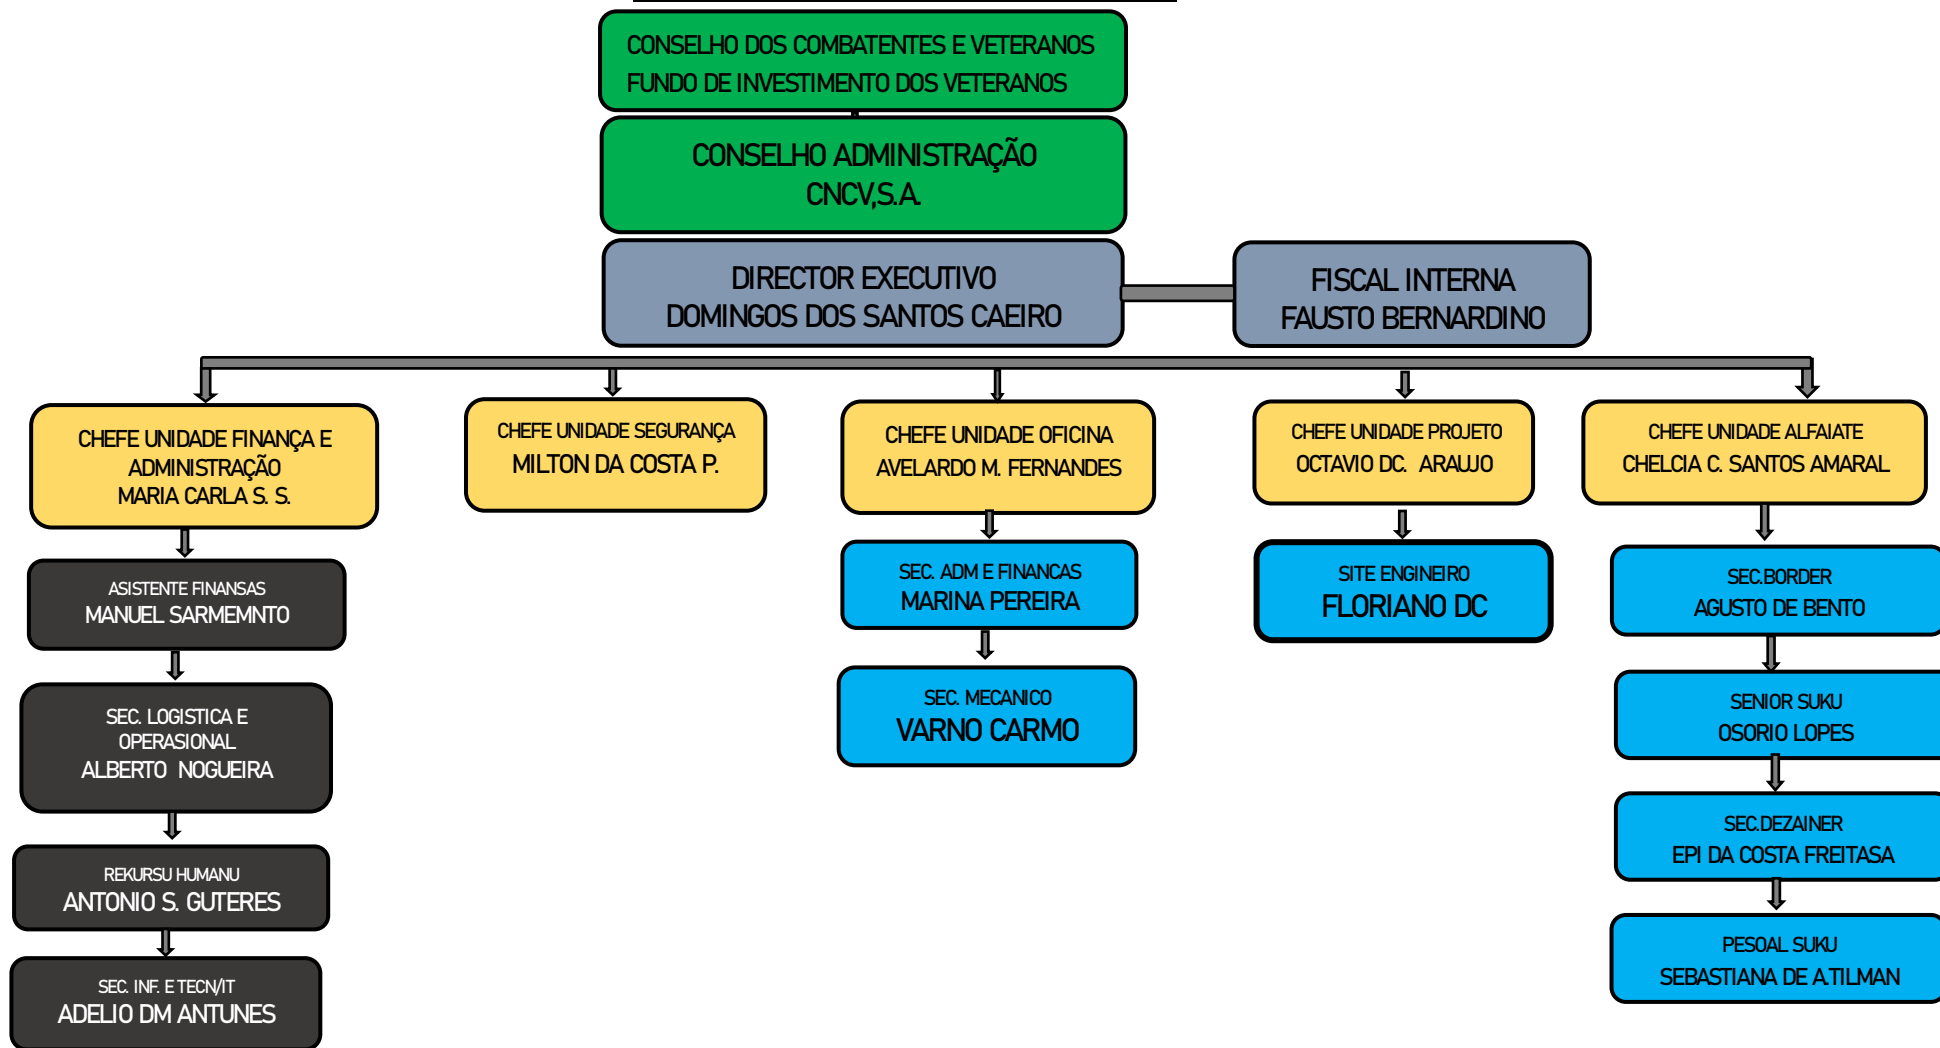 CONSELHO DOS COMBATENTES E VETERANOS
FUNDO DE INVESTIMENTO DOS VETERANOS
CONSELHO ADMINISTRAÇÃO
CNCV,S.A.
DIRECTOR EXECUTIVO
DOMINGOS DOS SANTOS CAEIRO
FISCAL INTERNA
FAUSTO BERNARDINO
CHEFE UNIDADE FINANÇA E
ADMINISTRAÇÃO
MARIA CARLA S. S.
CHEFE UNIDADE SEGURANÇA
MILTON DA COSTA P.
CHEFE UNIDADE OFICINA
AVELARDO M. FERNANDES
CHEFE UNIDADE PROJETO
OCTAVIO DC. ARAUJO
CHEFE UNIDADE ALFAIATE
CHELCIA C. SANTOS AMARAL
ASISTENTE FINANSAS
MANUEL SARMEMNTO
SEC. LOGISTICA E
OPERASIONAL
ALBERTO NOGUEIRA
REKURSU HUMANU
ANTONIO S. GUTERES
SEC. INF. E TECN/IT
ADELIO DM ANTUNES
SEC. ADM E FINANCAS
MARINA PEREIRA
SEC. MECANICO
VARNO CARMO
SITE ENGINEIRO
FLORIANO DC
SEC.BORDER
AGUSTO DE BENTO
SENIOR SUKU
OSORIO LOPES
SEC.DEZAINER
EPI DA COSTA FREITASA
PESOAL SUKU
SEBASTIANA DE A.TILMAN